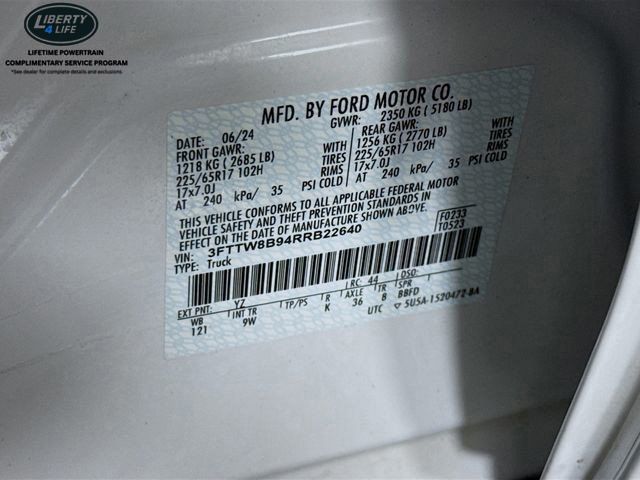 LIBERTY
4 LIFE
LIFETIME POWERTRAIN
COMPLIMENTARY SERVICE PROGRAM
*See dealer for complete details and exclusions.
MFD. BY FORD MOTOR CO.
DATE: 06/24 GVWR: 2350 KG ( 5180 LB)
FRONT GAWR: WITH REAR GAWR: WITH
1218 KG ( 2685 LB) TIRES 1256 KG ( 2770 LB) TIRES
225/65R17 102H RIMS 225/65R17 102H RIMS
17x7.0J PSI COLD 17x7.0J PSI COLD
AT 240 kPa/ 35 AT 240 kPa/ 35
THIS VEHICLE CONFORMS TO ALL APPLICABLE FEDERAL MOTOR
VEHICLE SAFETY AND THEFT PREVENTION STANDARDS IN
EFFECT ON THE DATE OF MANUFACTURE SHOWN ABOVE.
VIN: 3FTTW8B94RRB22640 F0233
TYPE: Truck T0523
EXT PNT: YZ RC: 44 DSO:
WB INT TR TP/PS R AXLE TR SPR
121 9W K 36 8 BBFD
UTC 5U5A-1520472-BA